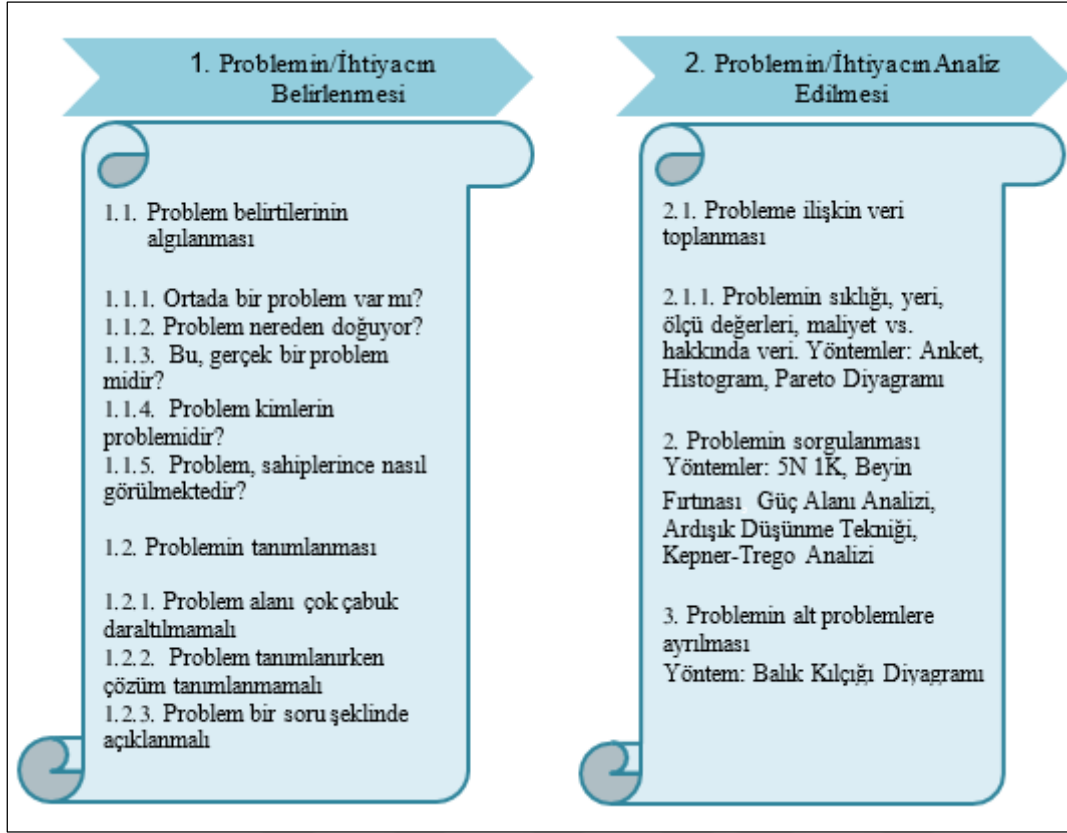 1. Problemin/İhtiyacın
Belirlenmesi
1.1. Problem belirtilerinin
algılanması
1.1.1. Ortada bir problem var mı?
1.1.2. Problem nereden doğuyor?
1.1.3. Bu, gerçek bir problem
midir?
1.1.4. Problem kimlerin
problemidir?
1.1.5. Problem, sahiplerince nasıl
görülmektedir?
1.2. Problemin tanımlanması
1.2.1. Problem alanı çok çabuk
daraltılmamalı
1.2.2. Problem tanımlanırken
çözüm tanımlanmamalı
1.2.3. Problem bir soru şeklinde
açıklanmalı
2. Problemin/İhtiyacın Analiz
Edilmesi
2.1. Probleme ilişkin veri
toplanması
2.1.1. Problemin sıklığı, yeri,
ölçü değerleri, maliyet vs.
hakkında veri. Yöntemler: Anket,
Histogram, Pareto Diyagramı
2. Problemin sorgulanması
Yöntemler: 5N 1K, Beyin
Fırtınası, Güç Alanı Analizi,
Ardışık Düşünme Tekniği,
Kepner-Trego Analizi
3. Problemin alt problemlere
ayrılması
Yöntem: Balık Kılçığı Diyagramı